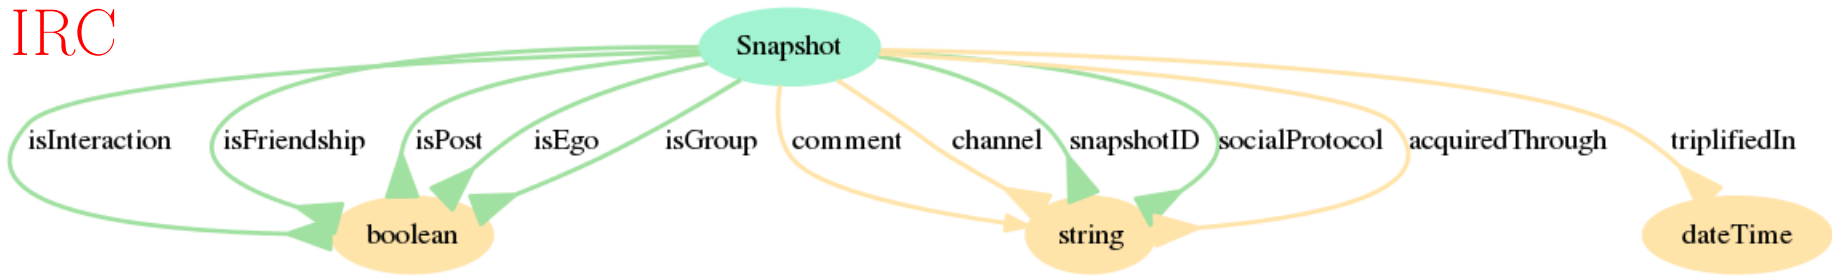 IRC
Snapshot
isInteraction isFriendship isPost isEgo isGroup comment channel snapshotID socialProtocol acquiredThrough triplifiedIn
boolean string dateTime